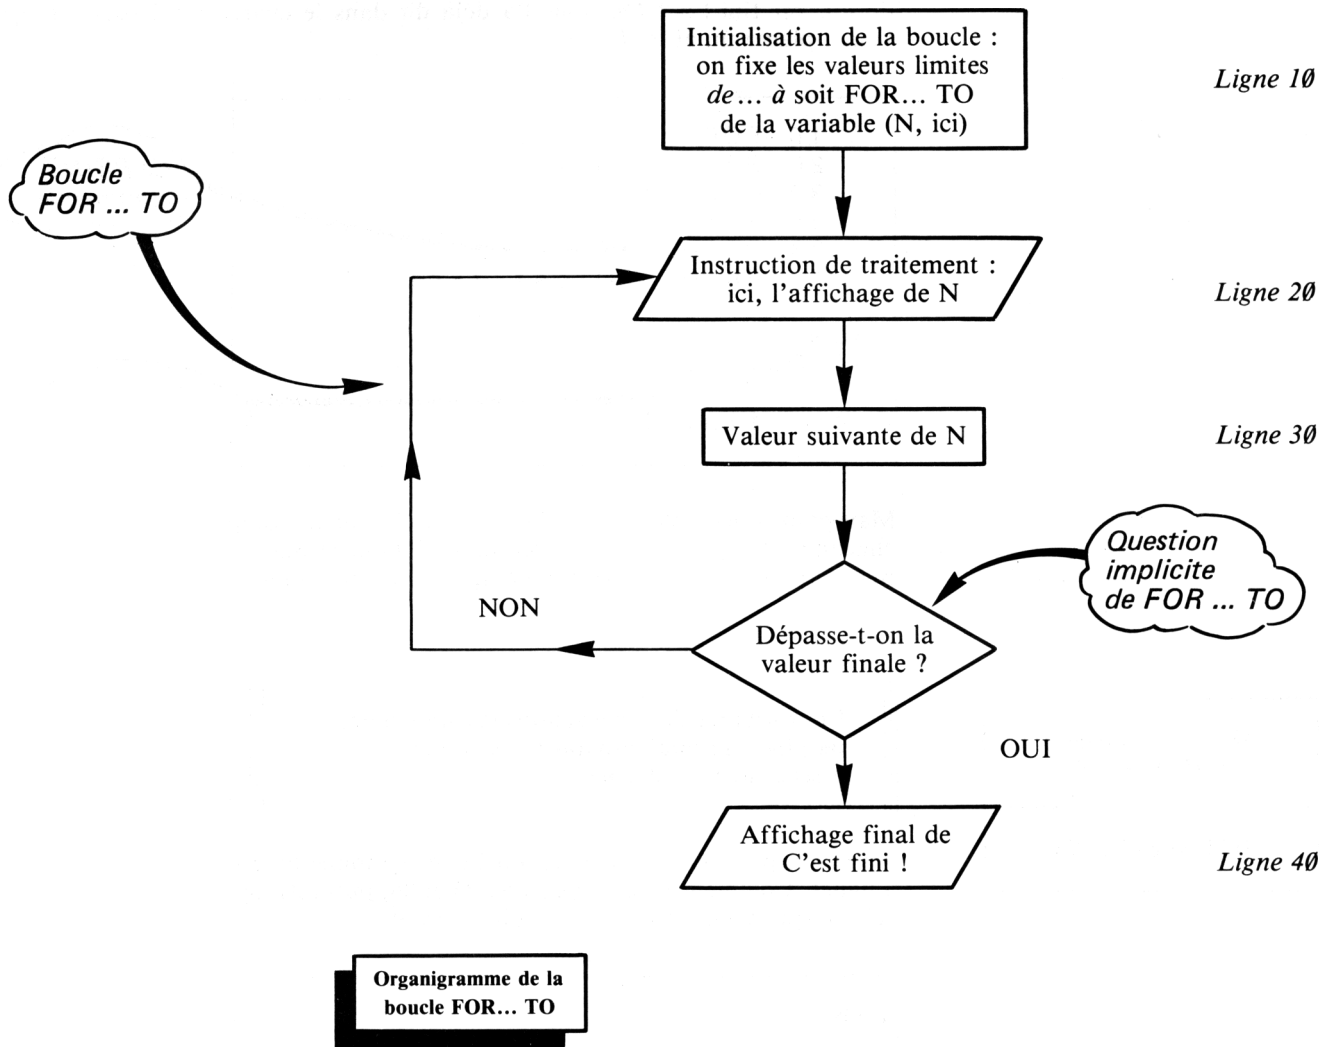 Initialisation de la boucle :
on fixe les valeurs limites
de... à soit FOR... TO
de la variable (N, ici)
Ligne 10
Boucle
FOR ... TO
Instruction de traitement :
ici, l'affichage de N
Ligne 20
Valeur suivante de N
Ligne 30
Question
implicite
de FOR ... TO
NON
Dépasse-t-on la
valeur finale ?
OUI
Affichage final de
C'est fini !
Ligne 40
Organigramme de la
boucle FOR... TO